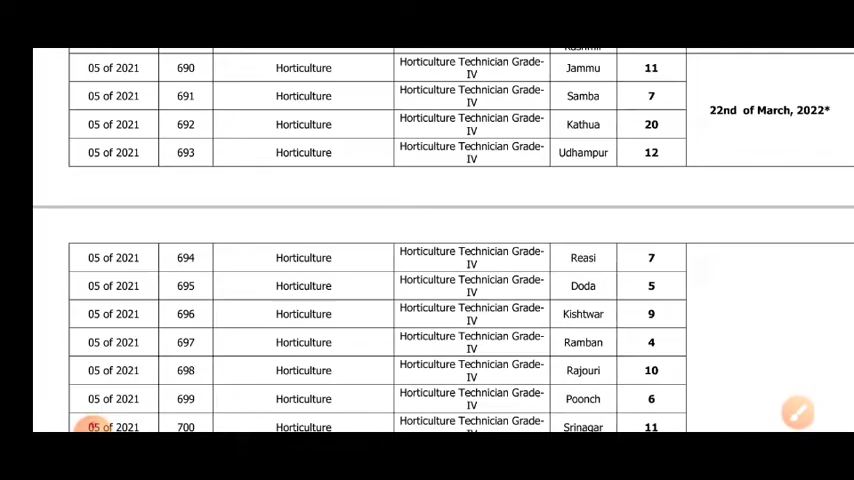 Kashmir
05 of 2021 690 Horticulture Horticulture Technician Grade-IV Jammu 11
05 of 2021 691 Horticulture Horticulture Technician Grade-IV Samba 7
22nd of March, 2022*
05 of 2021 692 Horticulture Horticulture Technician Grade-IV Kathua 20
05 of 2021 693 Horticulture Horticulture Technician Grade-IV Udhampur 12
05 of 2021 694 Horticulture Horticulture Technician Grade-IV Reasi 7
05 of 2021 695 Horticulture Horticulture Technician Grade-IV Doda 5
05 of 2021 696 Horticulture Horticulture Technician Grade-IV Kishtwar 9
05 of 2021 697 Horticulture Horticulture Technician Grade-IV Ramban 4
05 of 2021 698 Horticulture Horticulture Technician Grade-IV Rajouri 10
05 of 2021 699 Horticulture Horticulture Technician Grade-IV Poonch 6
05 of 2021 700 Horticulture Horticulture Technician Grade-IV Srinagar 11